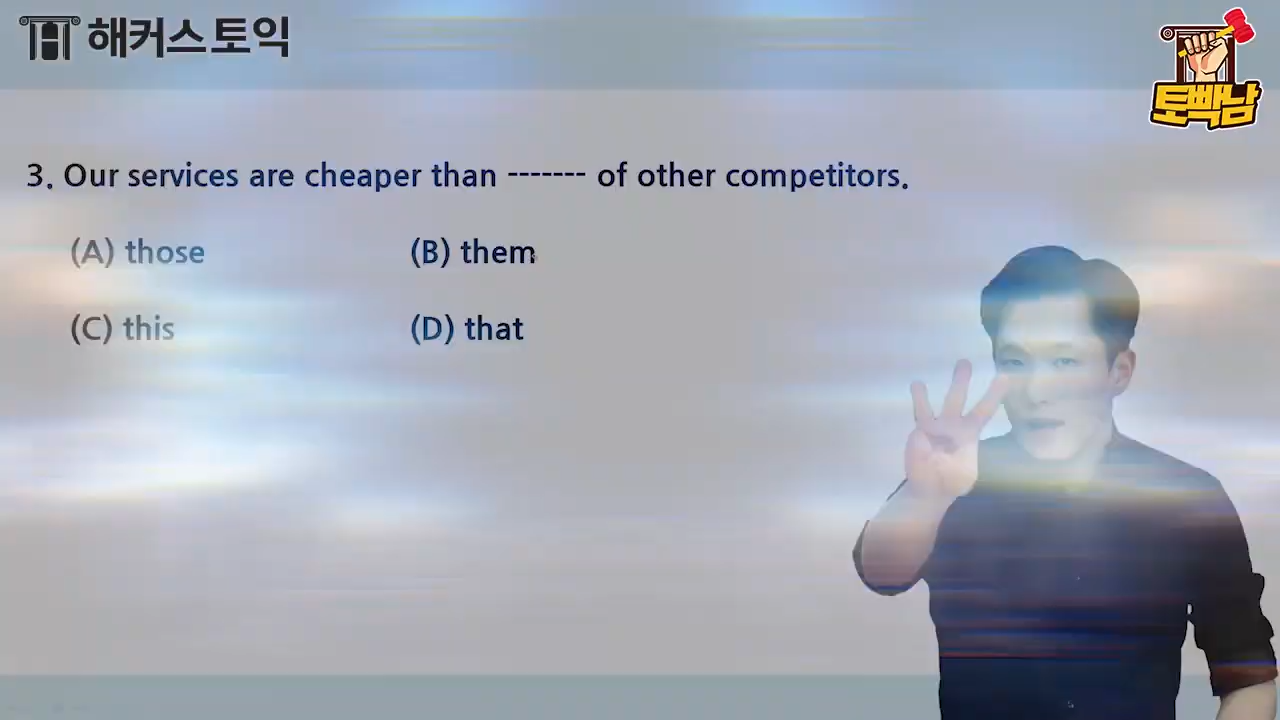 해커스 토익
토빡남
3. Our services are cheaper than ------- of other competitors.
(A) those (B) them
(C) this (D) that